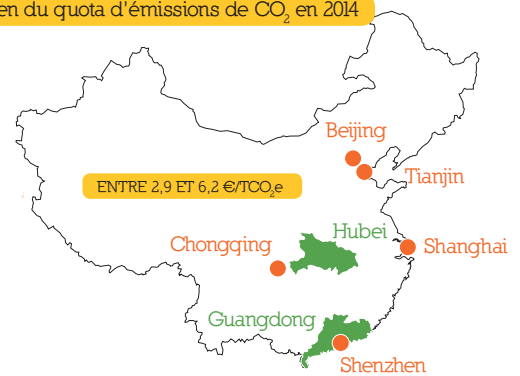 en du quota d'émissions de CO₂ en 2014
Beijing
Tianjin
ENTRE 2,9 ET 6,2 €/TCO₂e
Hubei
Chongqing
Shanghai
Guangdong
Shenzhen